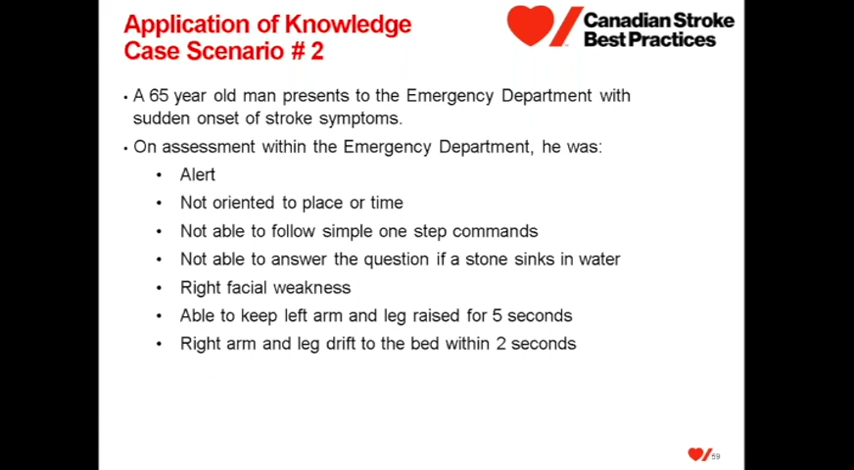 Application of Knowledge
Case Scenario # 2
Canadian Stroke
Best Practices
• A 65 year old man presents to the Emergency Department with
sudden onset of stroke symptoms.
• On assessment within the Emergency Department, he was:
• Alert
• Not oriented to place or time
• Not able to follow simple one step commands
• Not able to answer the question if a stone sinks in water
• Right facial weakness
• Able to keep left arm and leg raised for 5 seconds
• Right arm and leg drift to the bed within 2 seconds
59